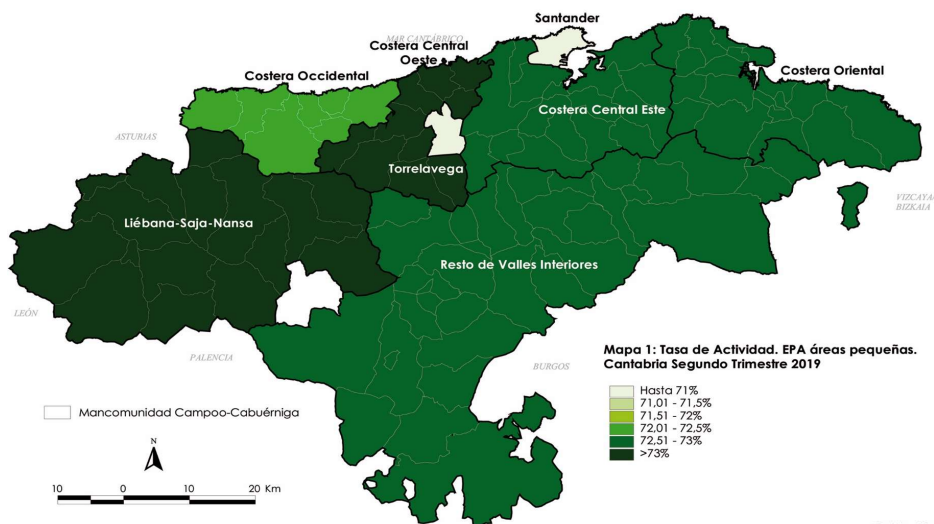 Santander
MAR CANTÁBRICO
Costera Central
Oeste
Costera Occidental
Costera Oriental
Costera Central Este
ASTURIAS
Torrelavega
VIZCAYA-
BIZKAIA
Liébana-Saja-Nansa
Resto de Valles Interiores
LEÓN
PALENCIA
BURGOS
Mapa 1: Tasa de Actividad. EPA áreas pequeñas.
Cantabria Segundo Trimestre 2019
Hasta 71%
71,01 - 71,5%
71,51 - 72%
72,01 - 72,5%
72,51 - 73%
>73%
Mancomunidad Campoo-Cabuérniga
N
10 0 10 20 Km